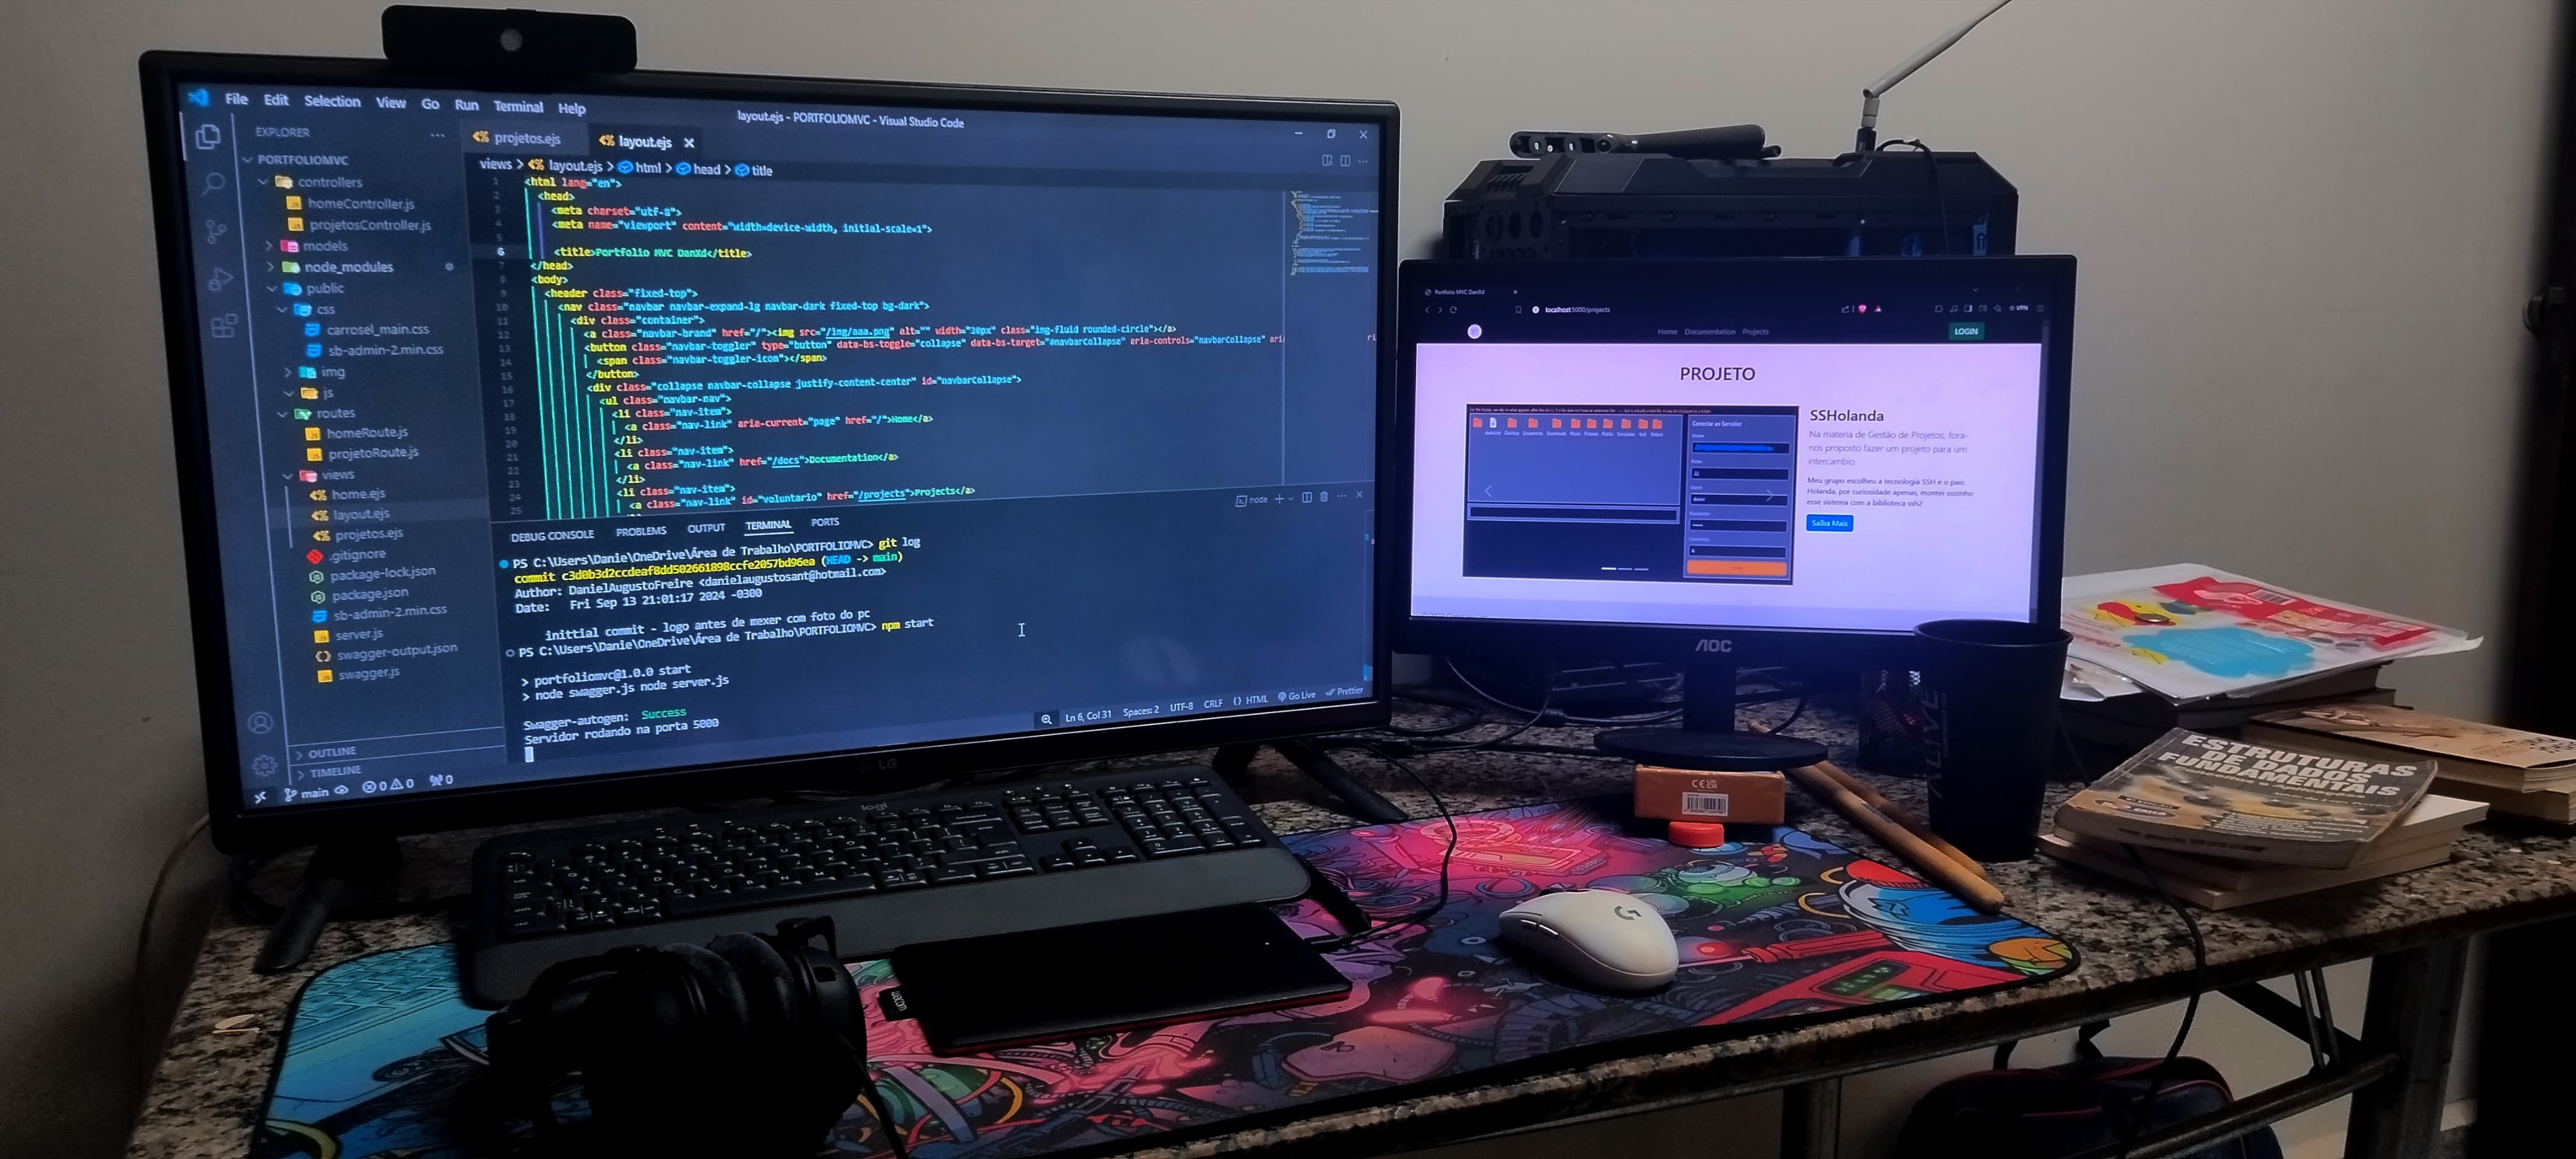 File Edit Selection View Go Run Terminal Help
layout.ejs - PORTFOLIOMVC - Visual Studio Code
EXPLORER
PORTFOLIOMVC
controllers
homeController.js
projetosController.js
models
node_modules
public
css
carrosel_main.css
sb-admin-2.min.css
img
js
routes
homeRoute.js
projetoRoute.js
views
home.ejs
layout.ejs
projetos.ejs
.gitignore
package-lock.json
package.json
sb-admin-2.min.css
server.js
swagger-output.json
swagger.js
OUTLINE
TIMELINE
main 0 0 0
projetos.ejs layout.ejs
views > layout.ejs > html > head > title
1 <html lang="en">
2 <head>
3 <meta charset="utf-8">
4 <meta name="viewport" content="width=device-width, initial-scale=1">
5
6 <title>Portfolio MVC DanXd</title>
7 </head>
8 <body>
9 <header class="fixed-top">
10 <nav class="navbar navbar-expand-lg navbar-dark fixed-top bg-dark">
11 <div class="container">
12 <a class="navbar-brand" href="/"><img src="/img/aaa.png" alt="" width="30px" class="img-fluid rounded-circle"></a>
13 <button class="navbar-toggler" type="button" data-bs-toggle="collapse" data-bs-target="#navbarCollapse" aria-controls="navbarCollapse" ari
14 <span class="navbar-toggler-icon"></span>
15 </button>
16 <div class="collapse navbar-collapse justify-content-center" id="navbarCollapse">
17 <ul class="navbar-nav">
18 <li class="nav-item">
19 <a class="nav-link" aria-current="page" href="/">Home</a>
20 </li>
21 <li class="nav-item">
22 <a class="nav-link" href="/docs">Documentation</a>
23 </li>
24 <li class="nav-item">
25 <a class="nav-link" id="voluntario" href="/projects">Projects</a>
DEBUG CONSOLE PROBLEMS OUTPUT TERMINAL PORTS
node
PS C:\Users\Danie\OneDrive\Área de Trabalho\PORTFOLIOMVC> git log
commit c3d0b3d2ccdeaf8dd502661898ccfe2057bd96ea (HEAD -> main)
Author: DanielAugustoFreire <danielaugustosant@hotmail.com>
Date: Fri Sep 13 21:01:17 2024 -0300
inittial commit - logo antes de mexer com foto do pc
PS C:\Users\Danie\OneDrive\Área de Trabalho\PORTFOLIOMVC> npm start
> portfoliomvc@1.0.0 start
> node swagger.js node server.js
Swagger-autogen: Success
Servidor rodando na porta 5000
Ln 6, Col 31 Spaces: 2 UTF-8 CRLF {} HTML Go Live Prettier
LG
logi
wacom
Portfolio MVC DanXd
localhost:5000/projects
VPN
Home Documentation Projects
LOGIN
PROJETO
Conectar ao Servidor
SSHolanda
Na materia de Gestão de Projetos, fora-
nos proposto fazer um projeto para um
intercambio.
Meu grupo escolheu a tecnologia SSH e o pais
Holanda, por curiosidade apenas, montei sozinho
esse sistema com a biblioteca ssh2
Saiba Mais
AOC
CE
ESTRUTURAS
DE DADOS
FUNDAMENTAIS